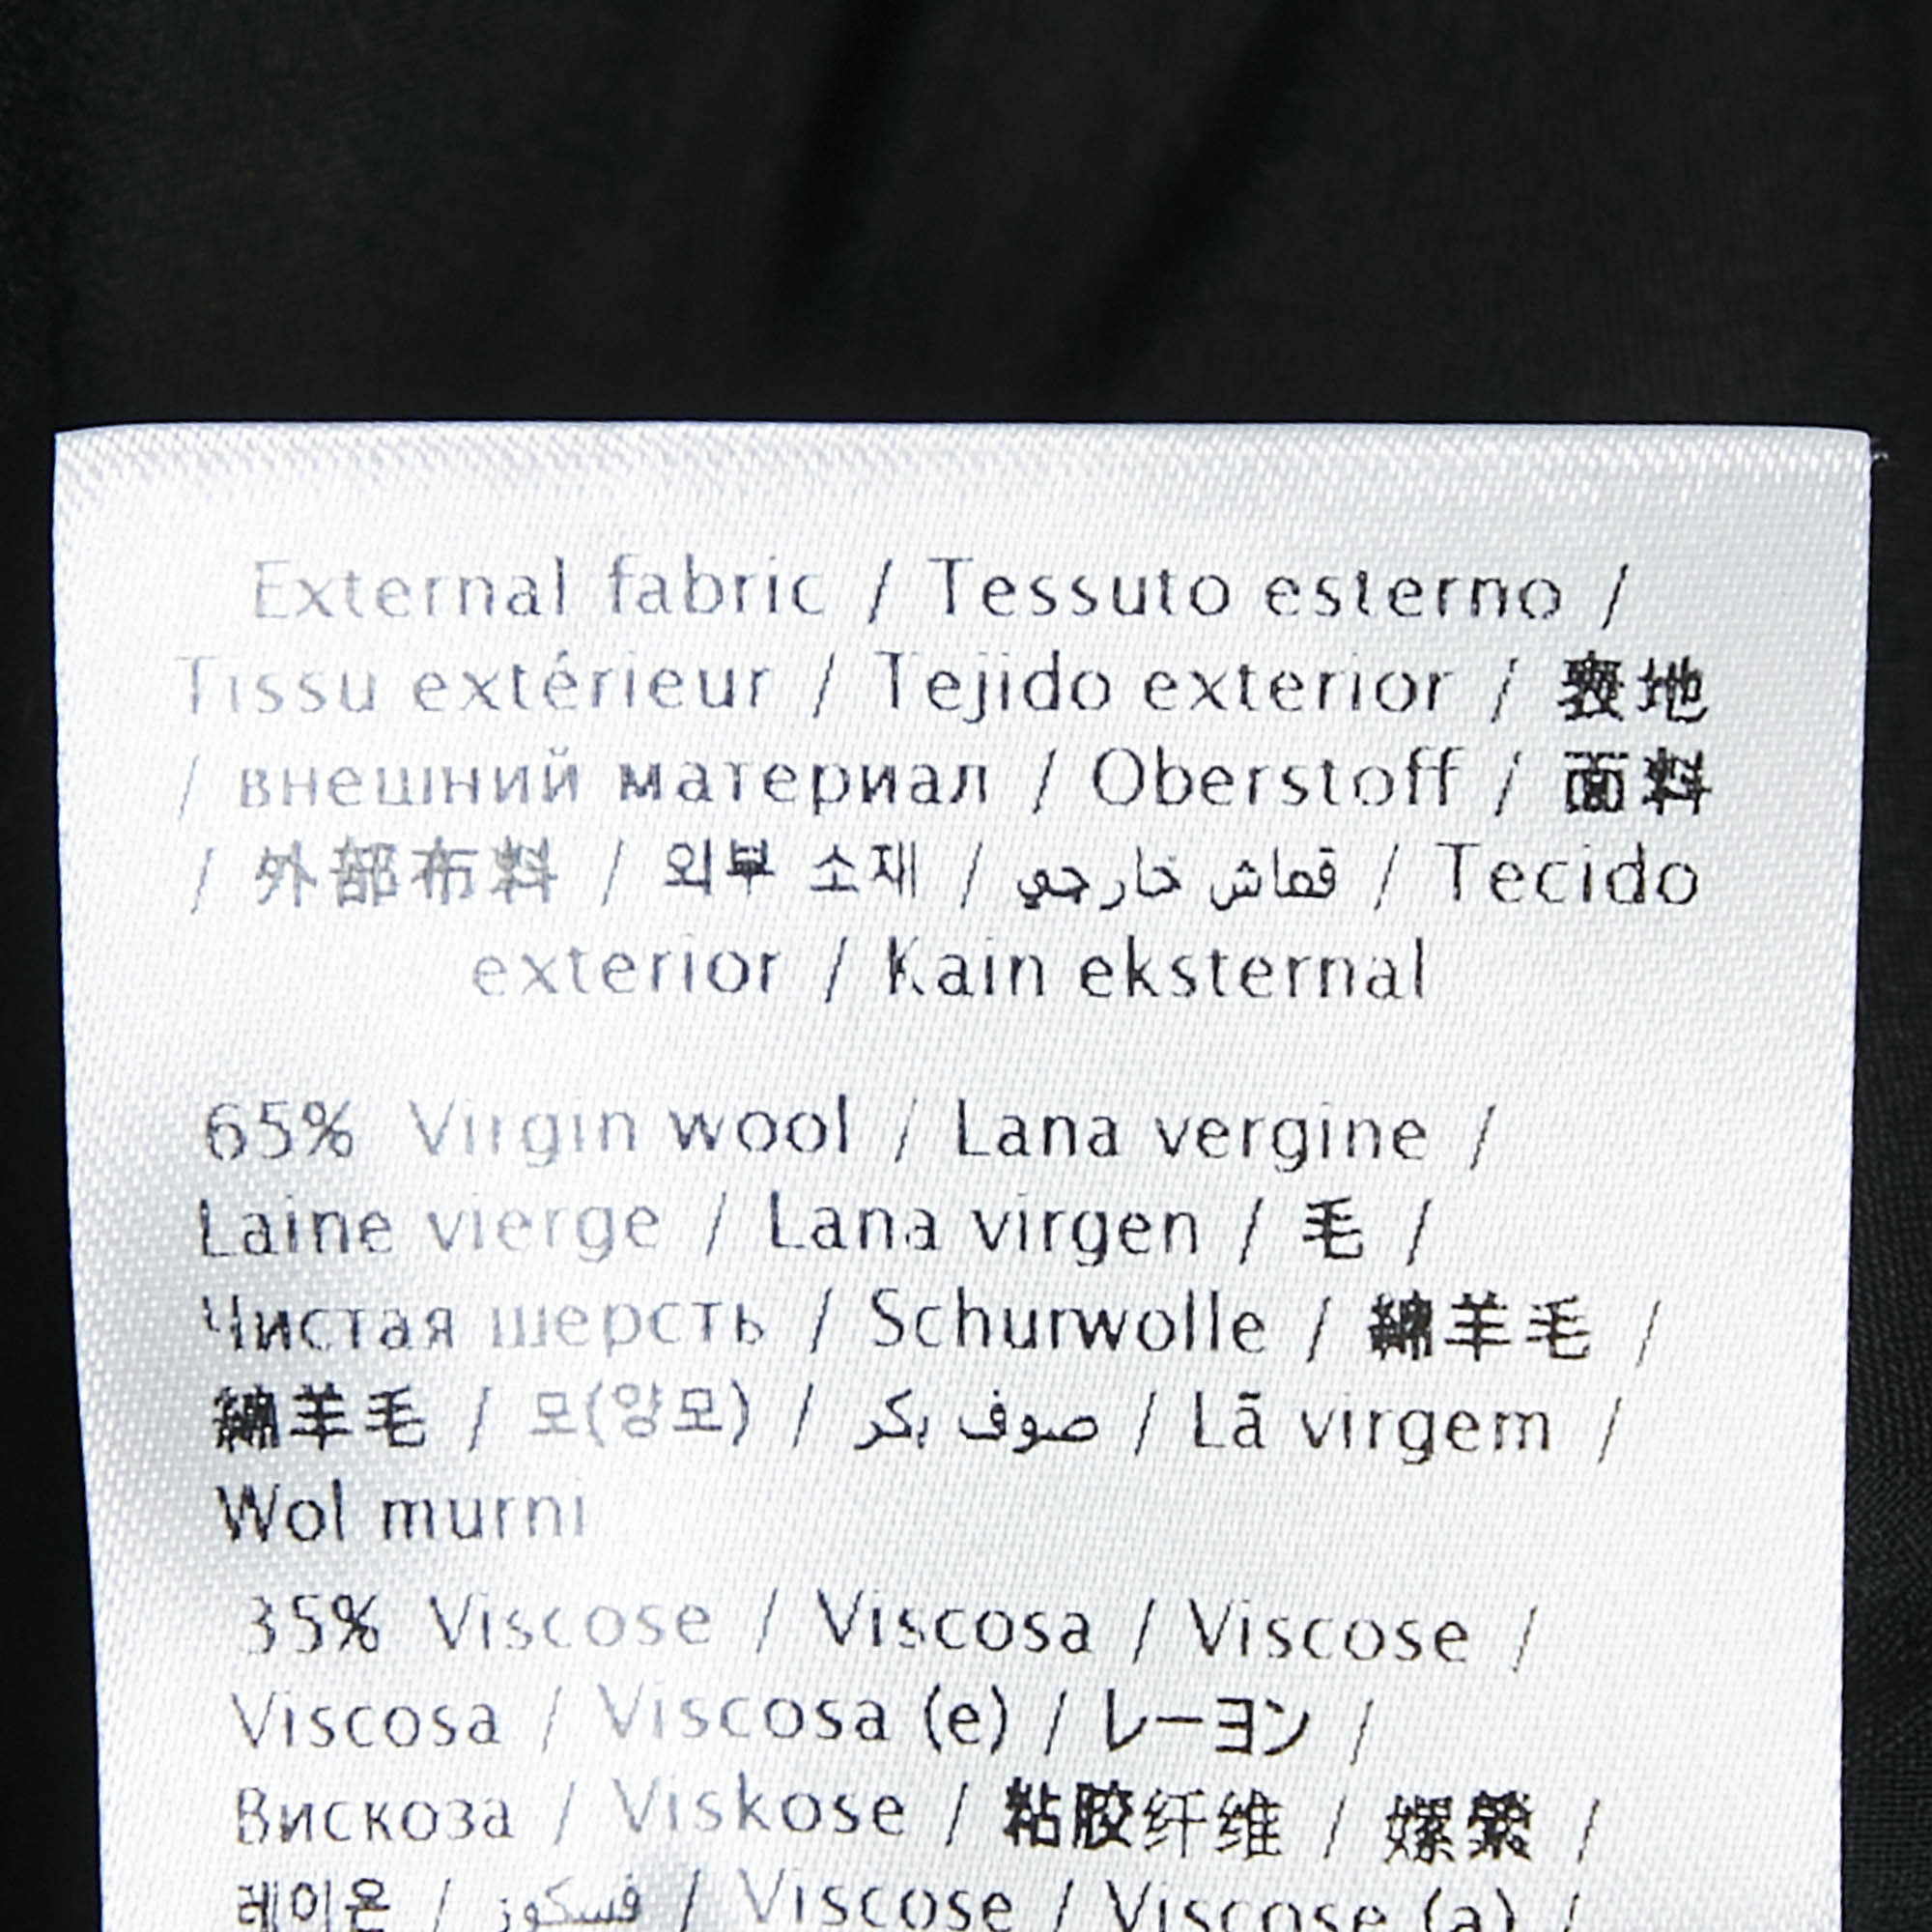 External fabric / Tessuto esterno /
Tissu extérieur / Tejido exterior / 表地
/ внешний материал / Oberstoff / 面料
/ 外部布料 / 외부 소재 / قماش خارجي / Tecido
exterior / Kain eksternal
65% Virgin wool / Lana vergine /
Laine vierge / Lana virgen / 毛 /
Чистая шерсть / Schurwolle / 綿羊毛 /
綿羊毛 / 모(양모) / صوف بكر / Lã virgem /
Wol murni
35% Viscose / Viscosa / Viscose /
Viscosa / Viscosa (e) / レーヨン /
Вискоза / Viskose / 粘胶纤维 / 嫘縈 /
레이온 / فسكوز / Viscose / Viscose (a) /